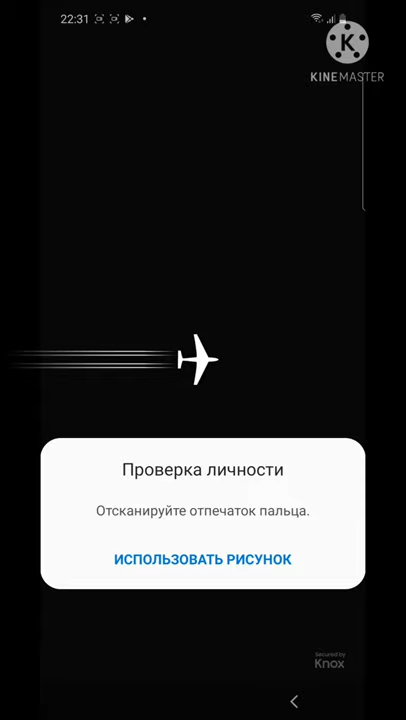 22:31
K
KINEMASTER
Проверка личности
Отсканируйте отпечаток пальца.
ИСПОЛЬЗОВАТЬ РИСУНОК
Secured by
Knox